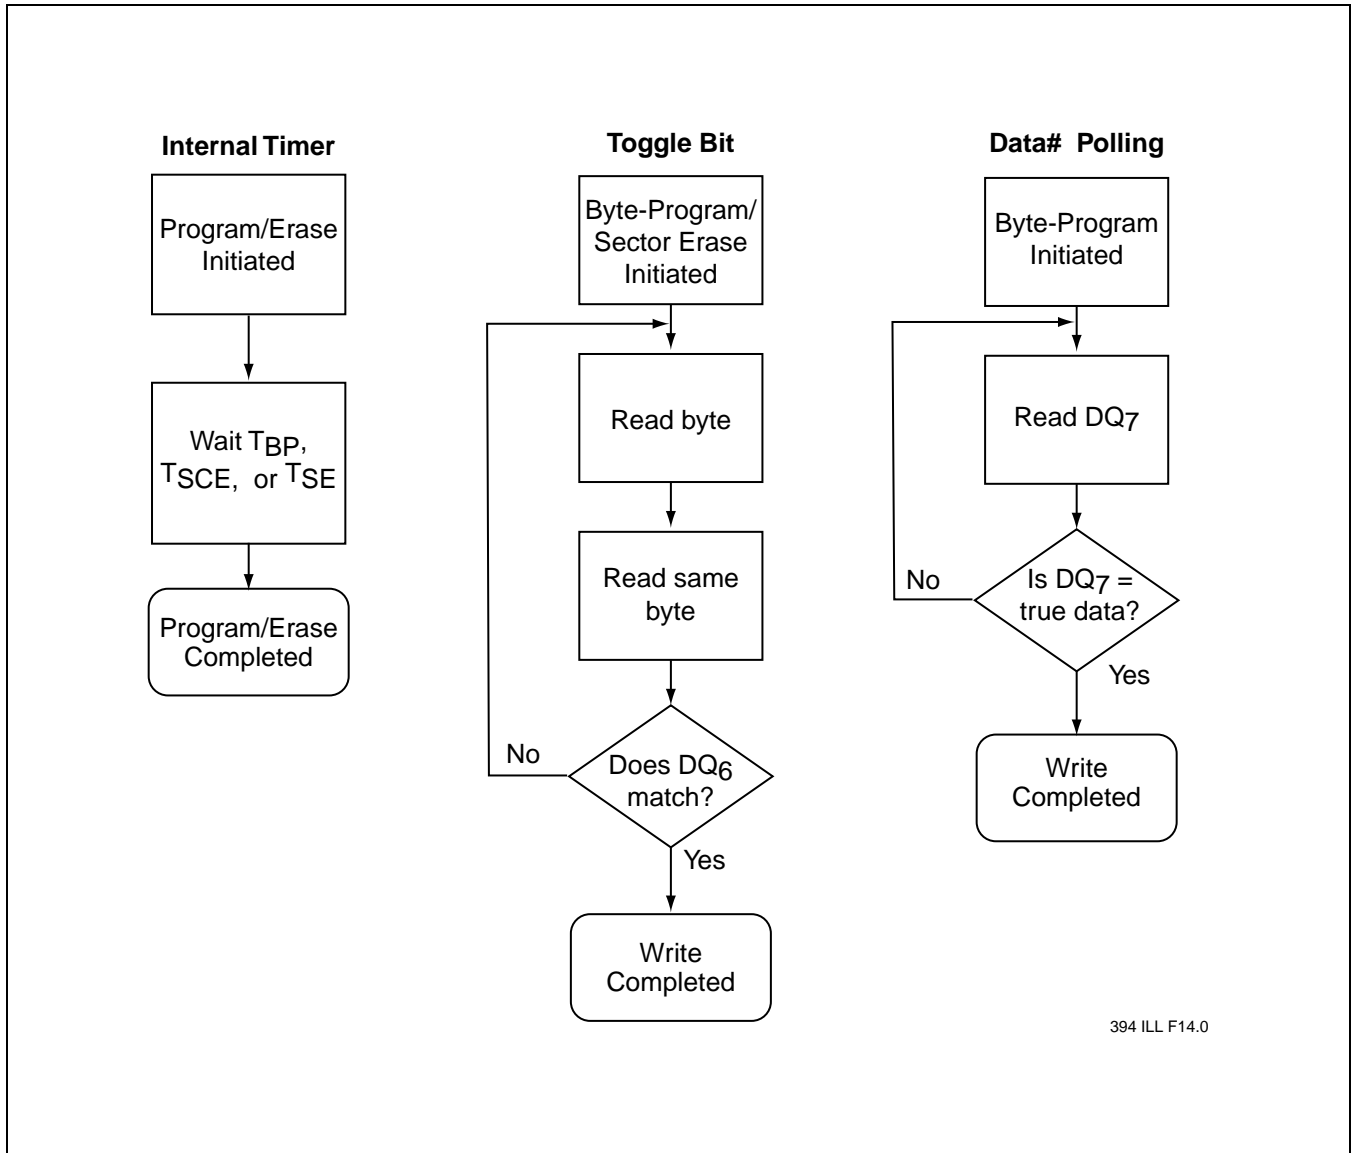 Internal Timer
Program/Erase
Initiated
Wait TBP,
TSCE, or TSE
Program/Erase
Completed
Toggle Bit
Byte-Program/
Sector Erase
Initiated
Read byte
Read same
byte
No
Does DQ6
match?
Yes
Write
Completed
Data# Polling
Byte-Program
Initiated
Read DQ7
No
Is DQ7 =
true data?
Yes
Write
Completed
394 ILL F14.0